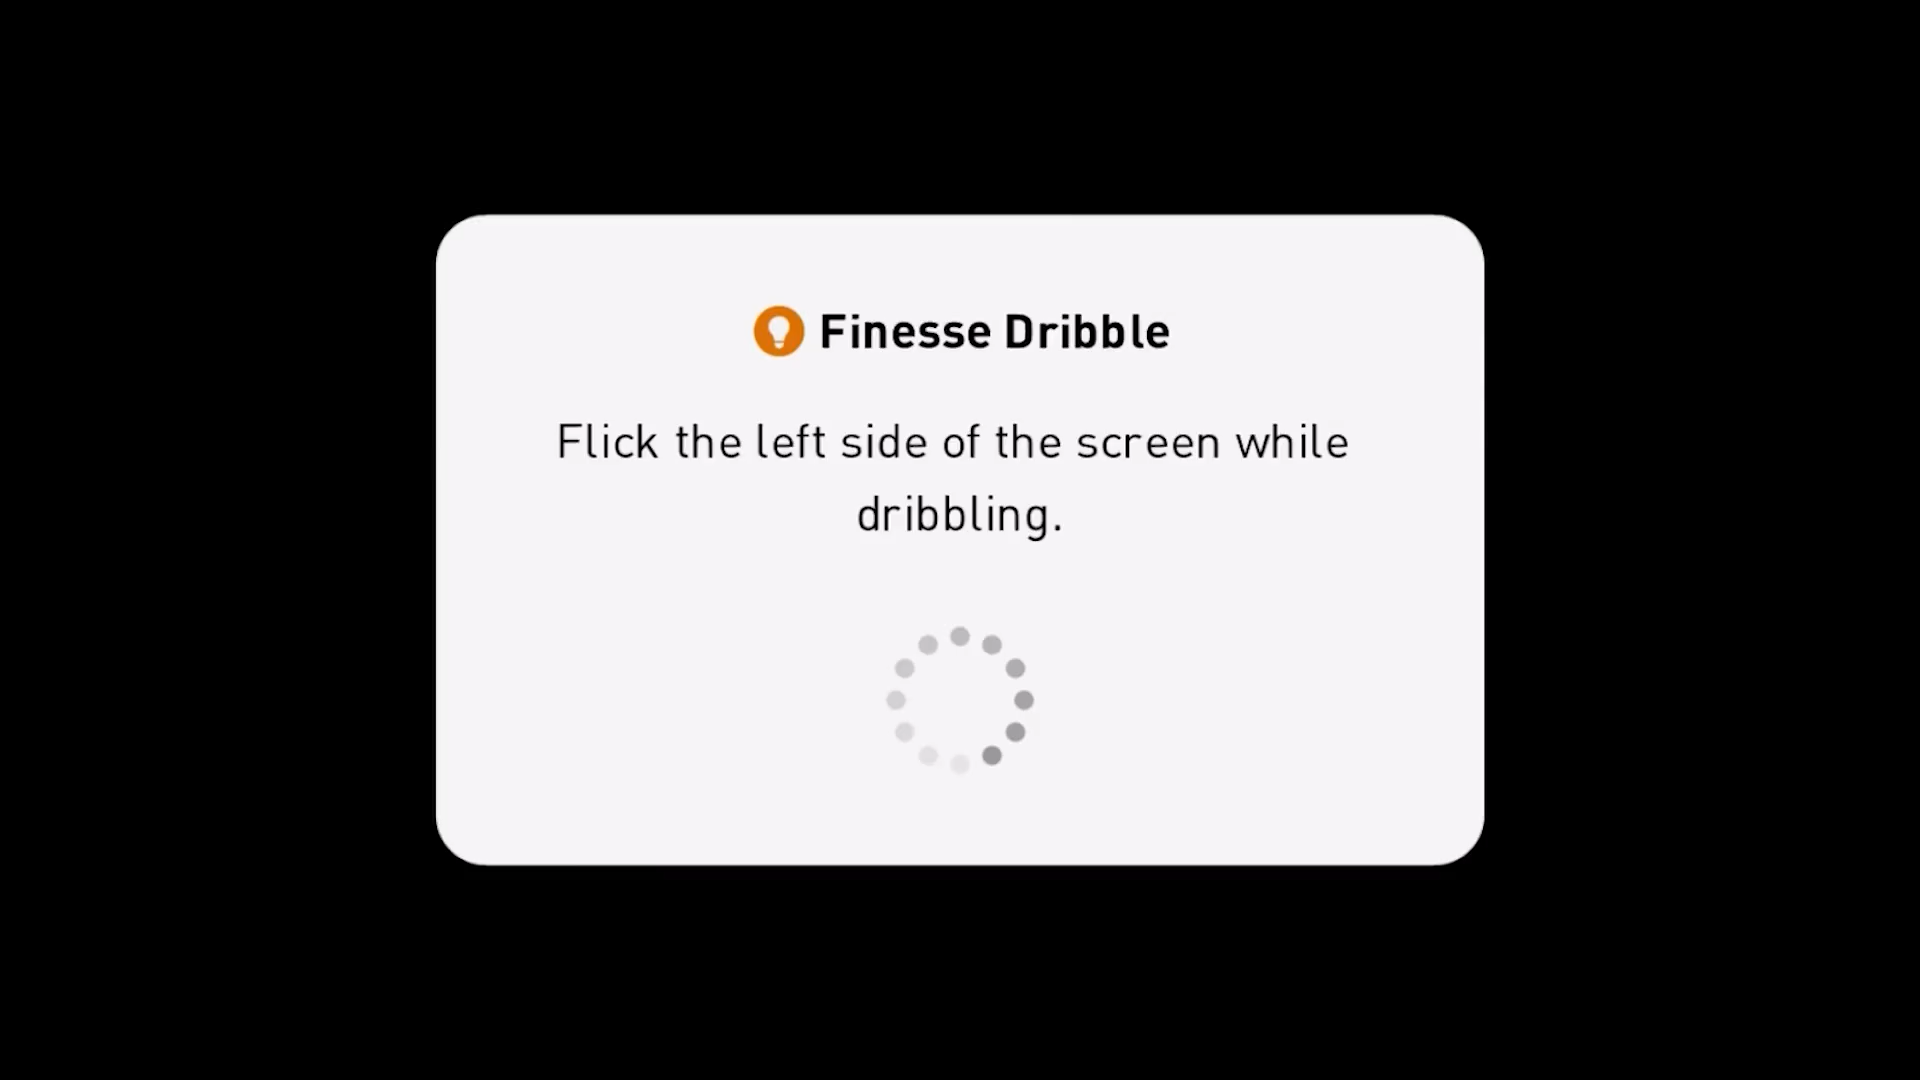 Finesse Dribble
Flick the left side of the screen while
dribbling.